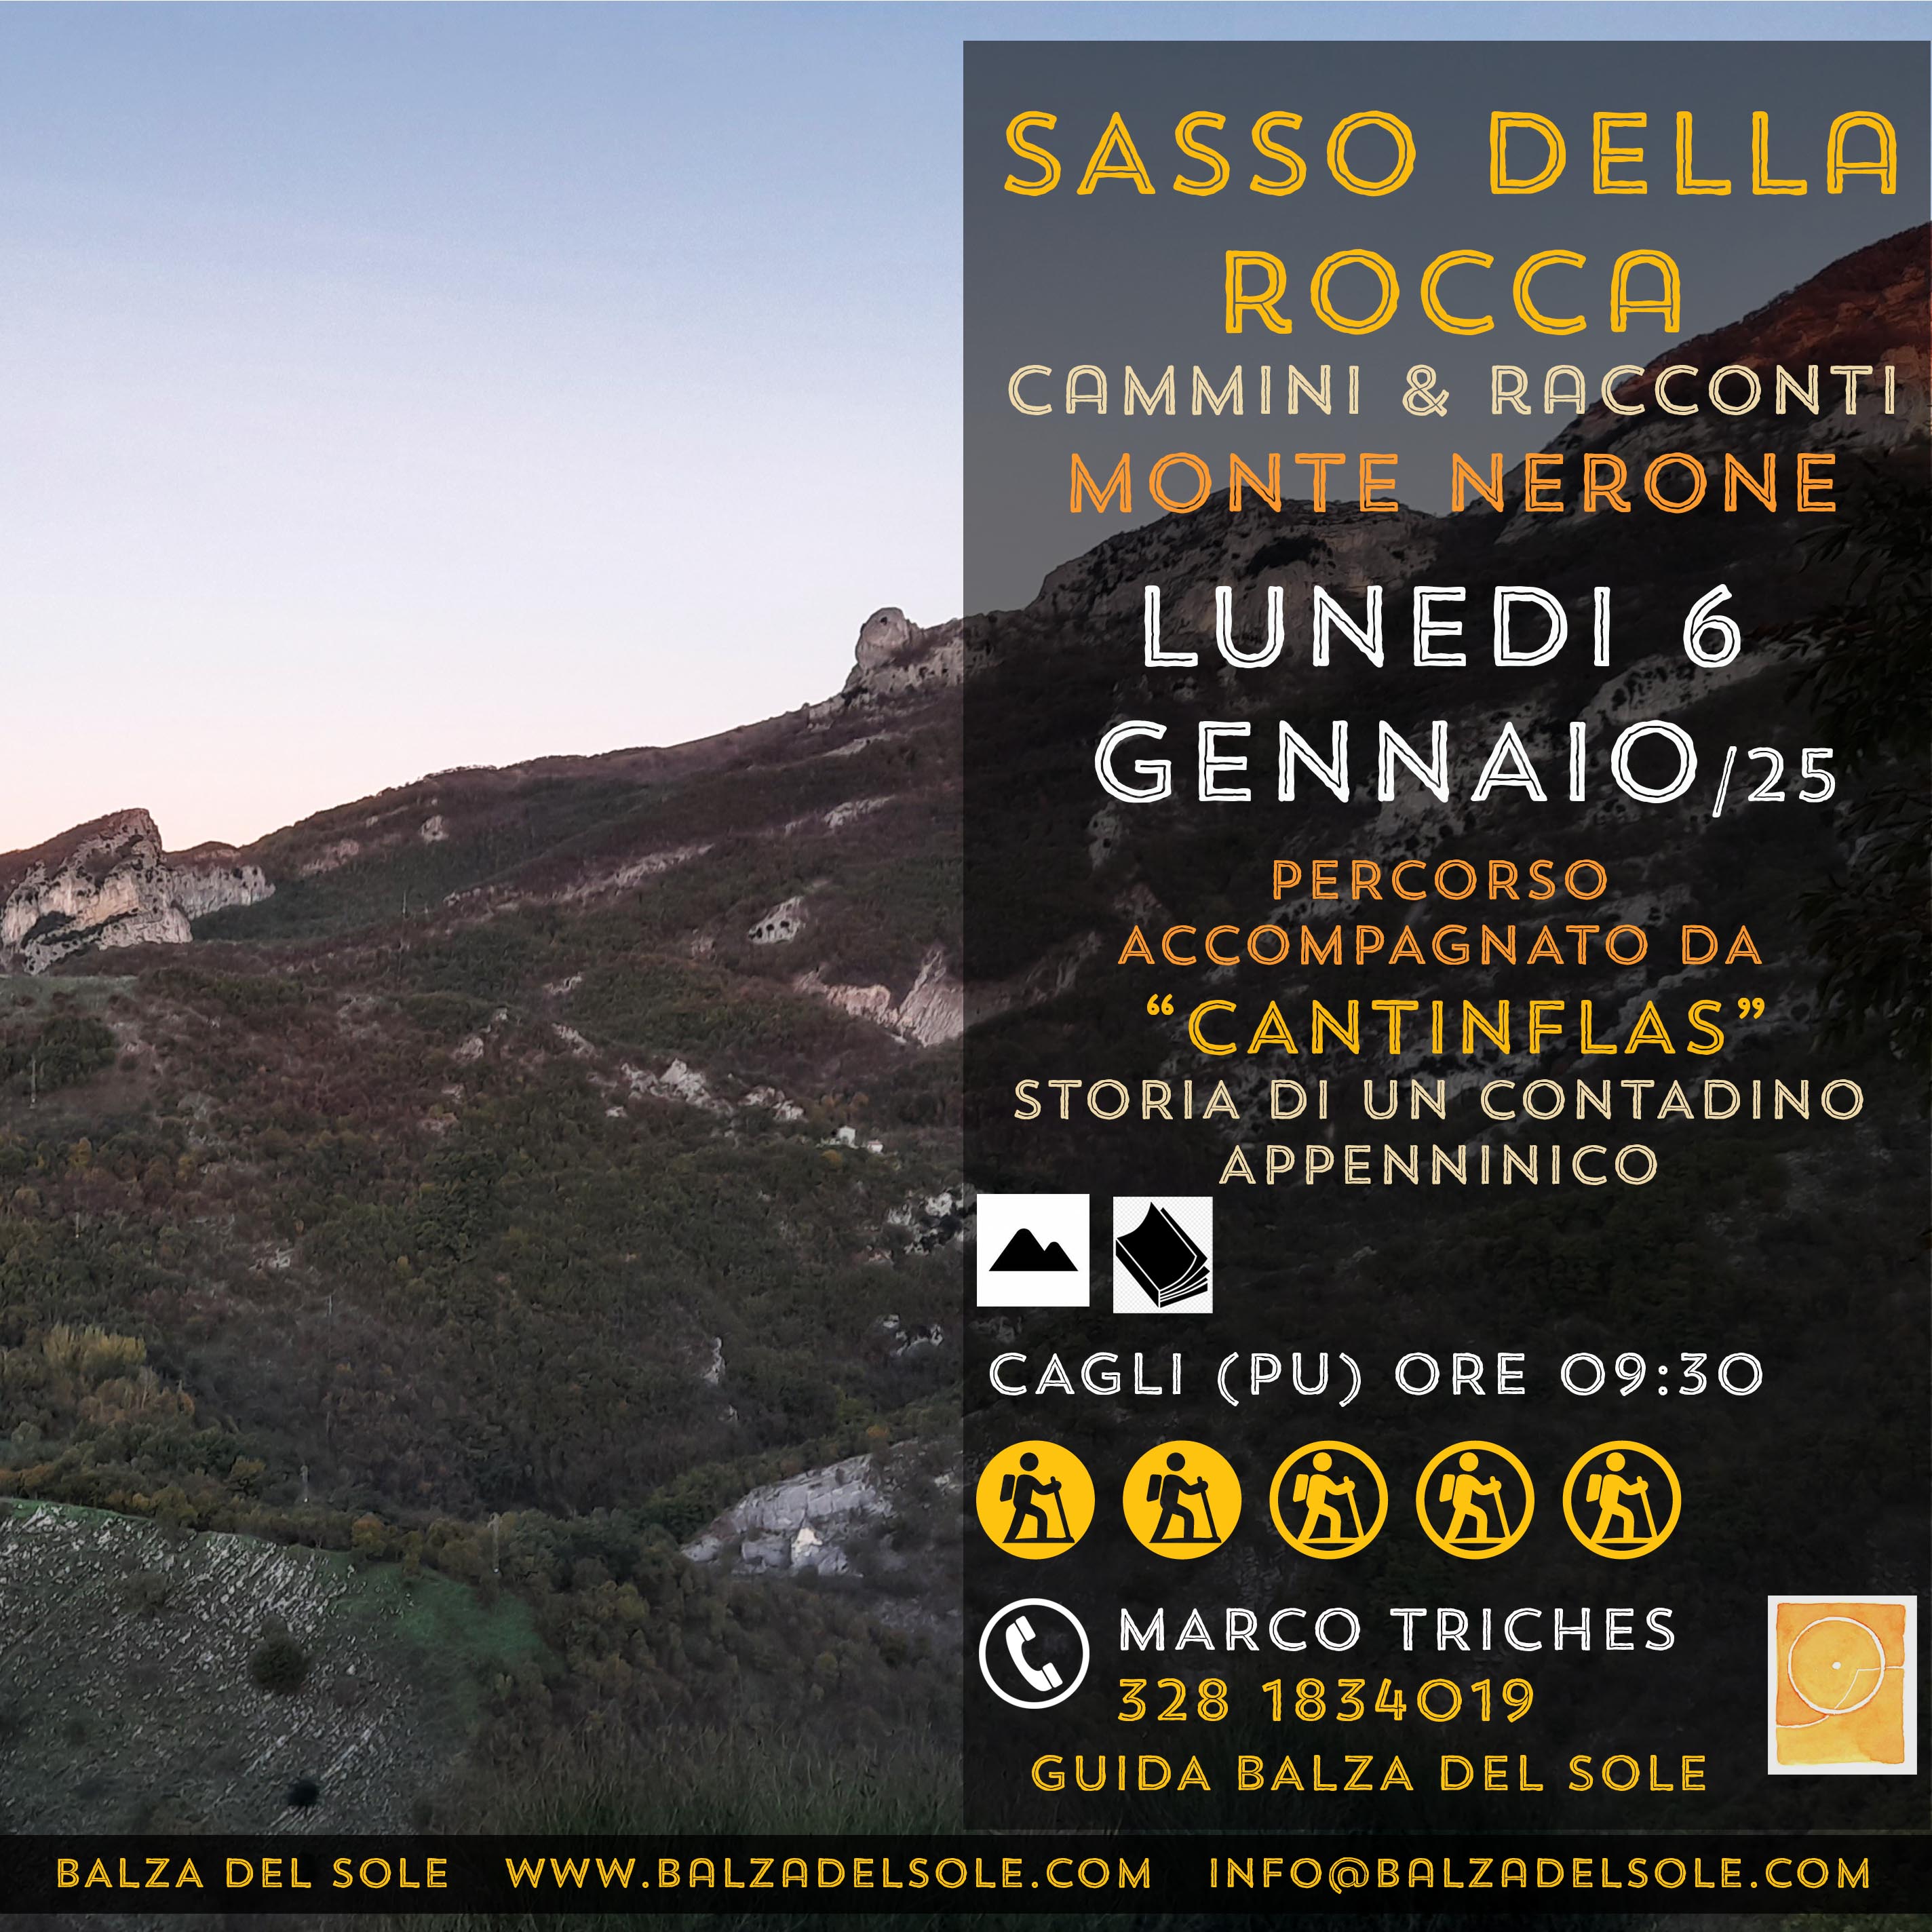 SASSO DELLA
ROCCA
CAMMINI & RACCONTI
MONTE NERONE
LUNEDI 6
GENNAIO/25
PERCORSO
ACCOMPAGNATO DA
“CANTINFLAS”
STORIA DI UN CONTADINO
APPENNINICO
CAGLI (PU) ORE 09:30
MARCO TRICHES
328 1834019
GUIDA BALZA DEL SOLE
BALZA DEL SOLE WWW.BALZADELSOLE.COM INFO@BALZADELSOLE.COM